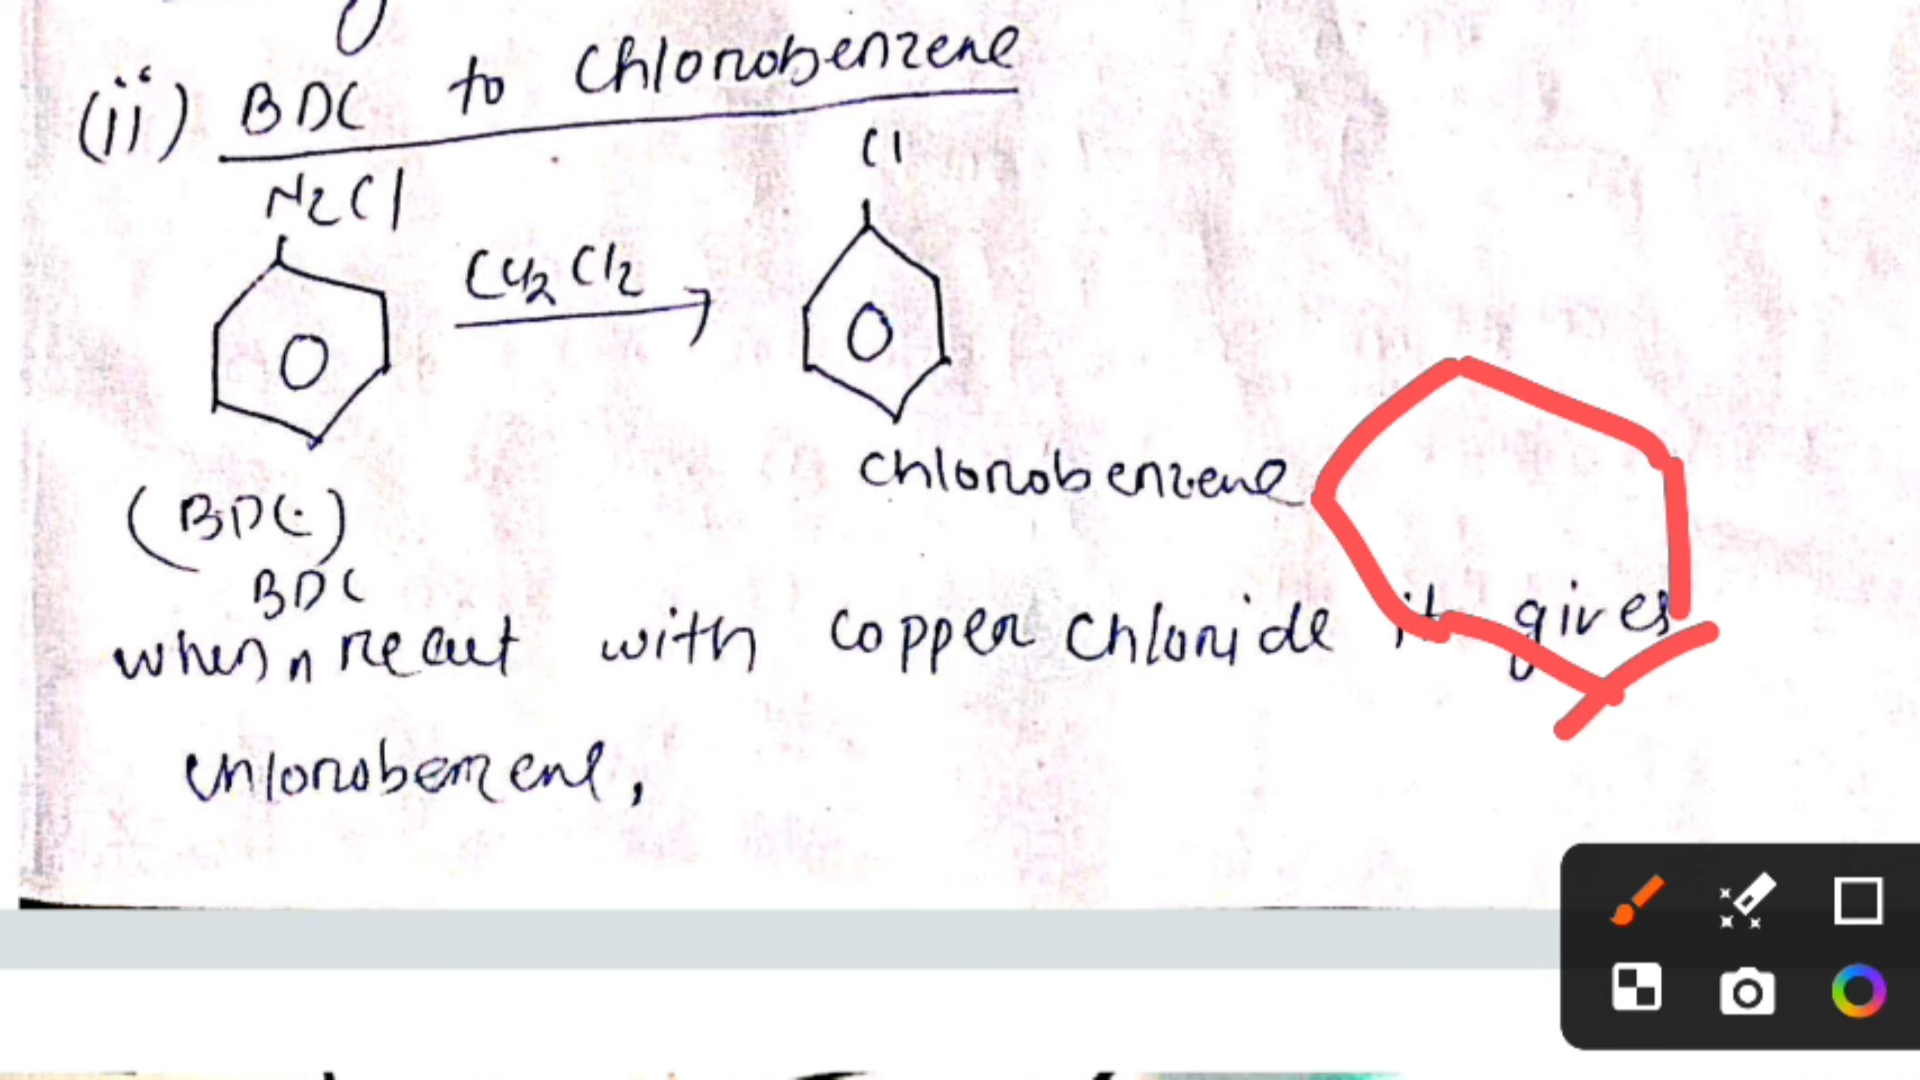 (ii) BDC to Chlorobenzene
N2Cl
Cl
Cu2Cl2
O
O
Chlorobenzene
(BDC)
BDC
when react with copper chloride it gives
chlorobenzene,